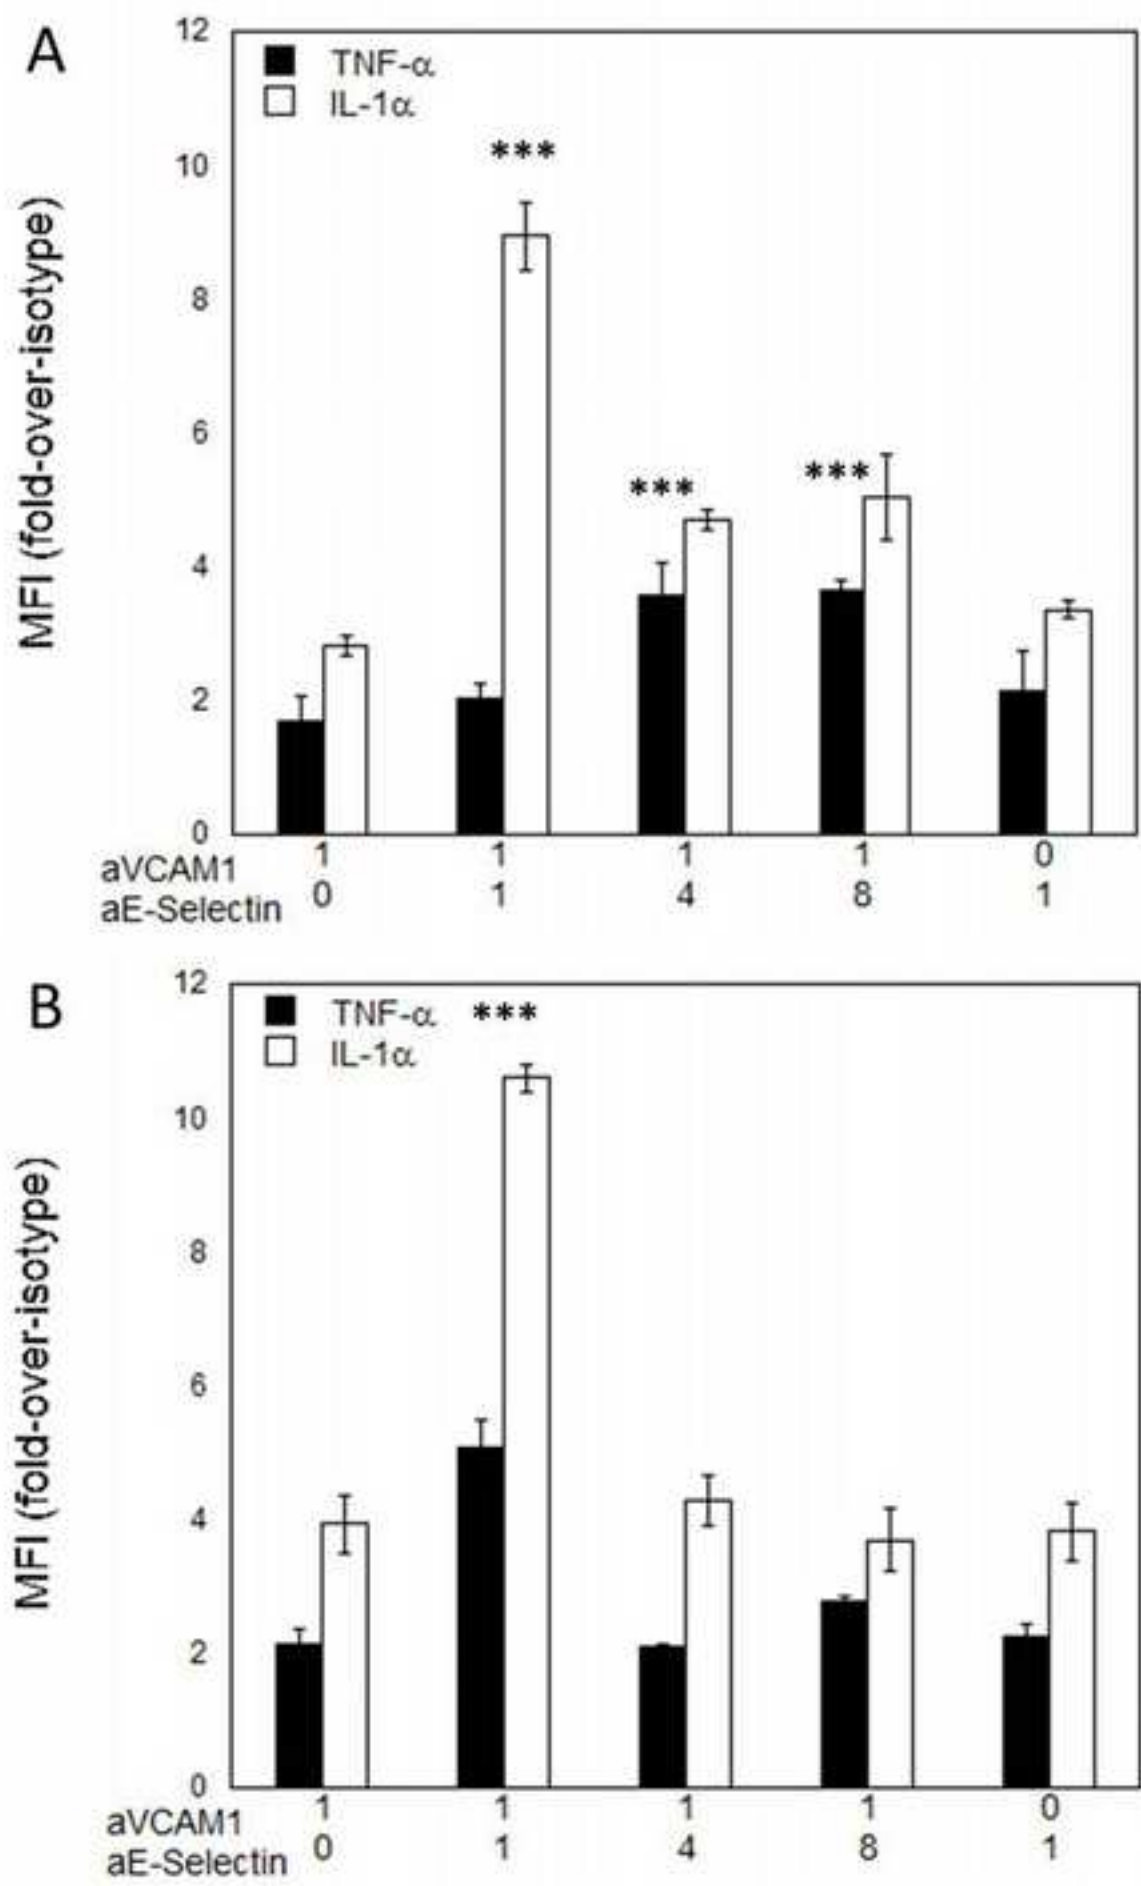 A
12
TNF-α
IL-1α
***
10
8
***
***
6
4
2
0
MFI (fold-over-isotype)
aVCAM1 1 1 1 1 0
aE-Selectin 0 1 4 8 1
B
12
TNF-α ***
IL-1α
10
8
6
4
2
0
MFI (fold-over-isotype)
aVCAM1 1 1 1 1 0
aE-Selectin 0 1 4 8 1